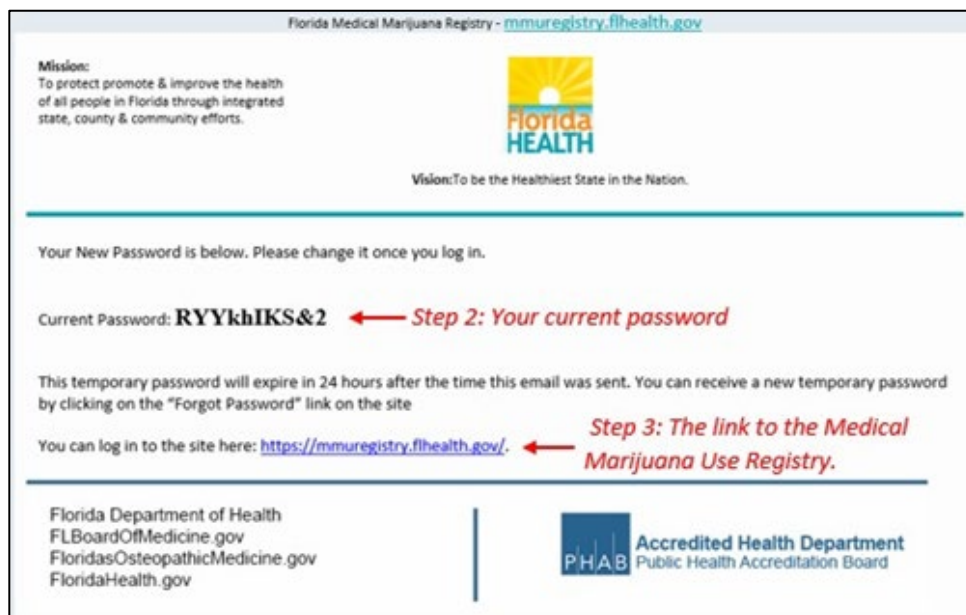 Florida Medical Marijuana Registry - mmuregistry.flhealth.gov
Mission:
To protect promote & improve the health
of all people in Florida through integrated
state, county & community efforts.
Florida
HEALTH
Vision:To be the Healthiest State in the Nation.
Your New Password is below. Please change it once you log in.
Current Password: RYYkhIKS&2
Step 2: Your current password
This temporary password will expire in 24 hours after the time this email was sent. You can receive a new temporary password
by clicking on the “Forgot Password” link on the site
You can log in to the site here: https://mmuregistry.flhealth.gov/.
Step 3: The link to the Medical
Marijuana Use Registry.
Florida Department of Health
FLBoardOfMedicine.gov
FloridasOsteopathicMedicine.gov
FloridaHealth.gov
PHAB
Accredited Health Department
Public Health Accreditation Board